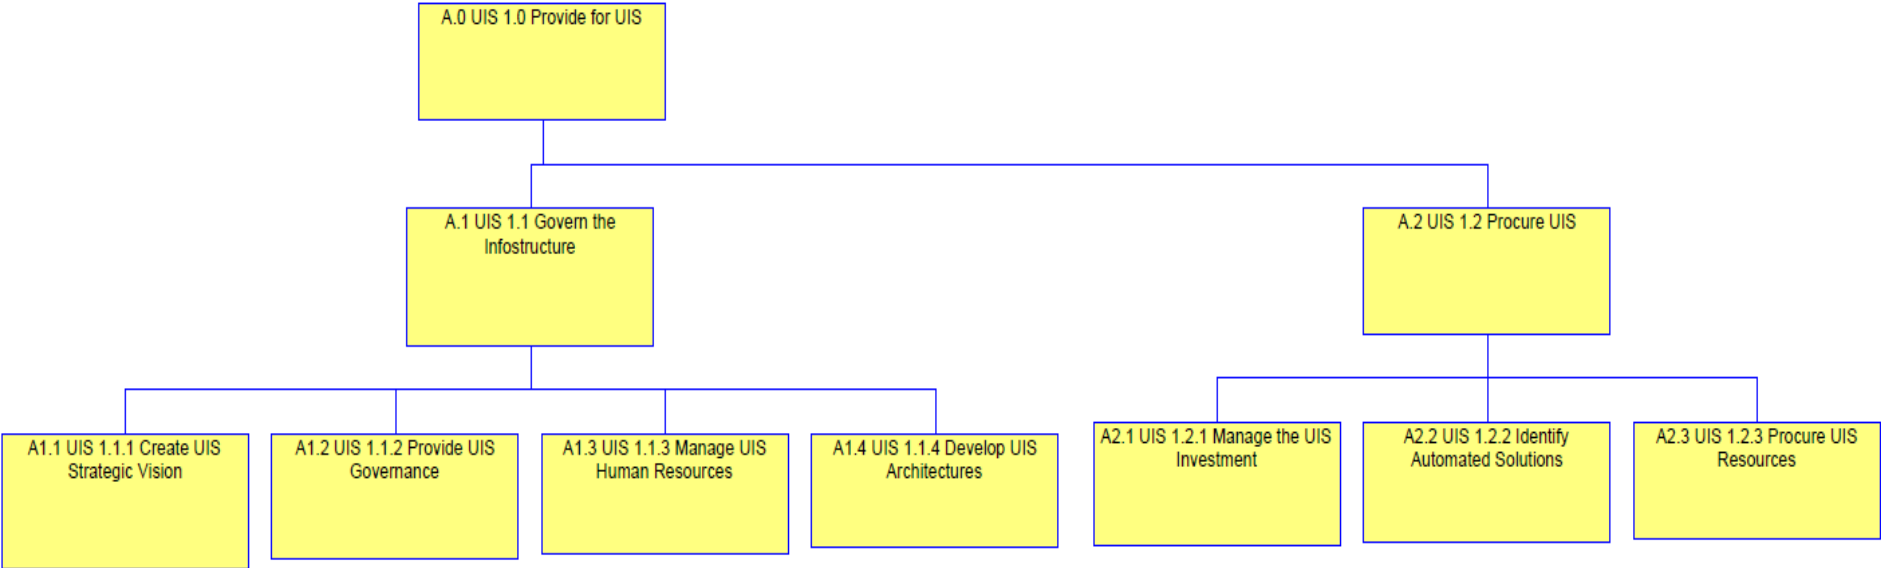 A.0 UIS 1.0 Provide for UIS
A.1 UIS 1.1 Govern the
Infostructure
A.2 UIS 1.2 Procure UIS
A1.1 UIS 1.1.1 Create UIS
Strategic Vision
A1.2 UIS 1.1.2 Provide UIS
Governance
A1.3 UIS 1.1.3 Manage UIS
Human Resources
A1.4 UIS 1.1.4 Develop UIS
Architectures
A2.1 UIS 1.2.1 Manage the UIS
Investment
A2.2 UIS 1.2.2 Identify
Automated Solutions
A2.3 UIS 1.2.3 Procure UIS
Resources